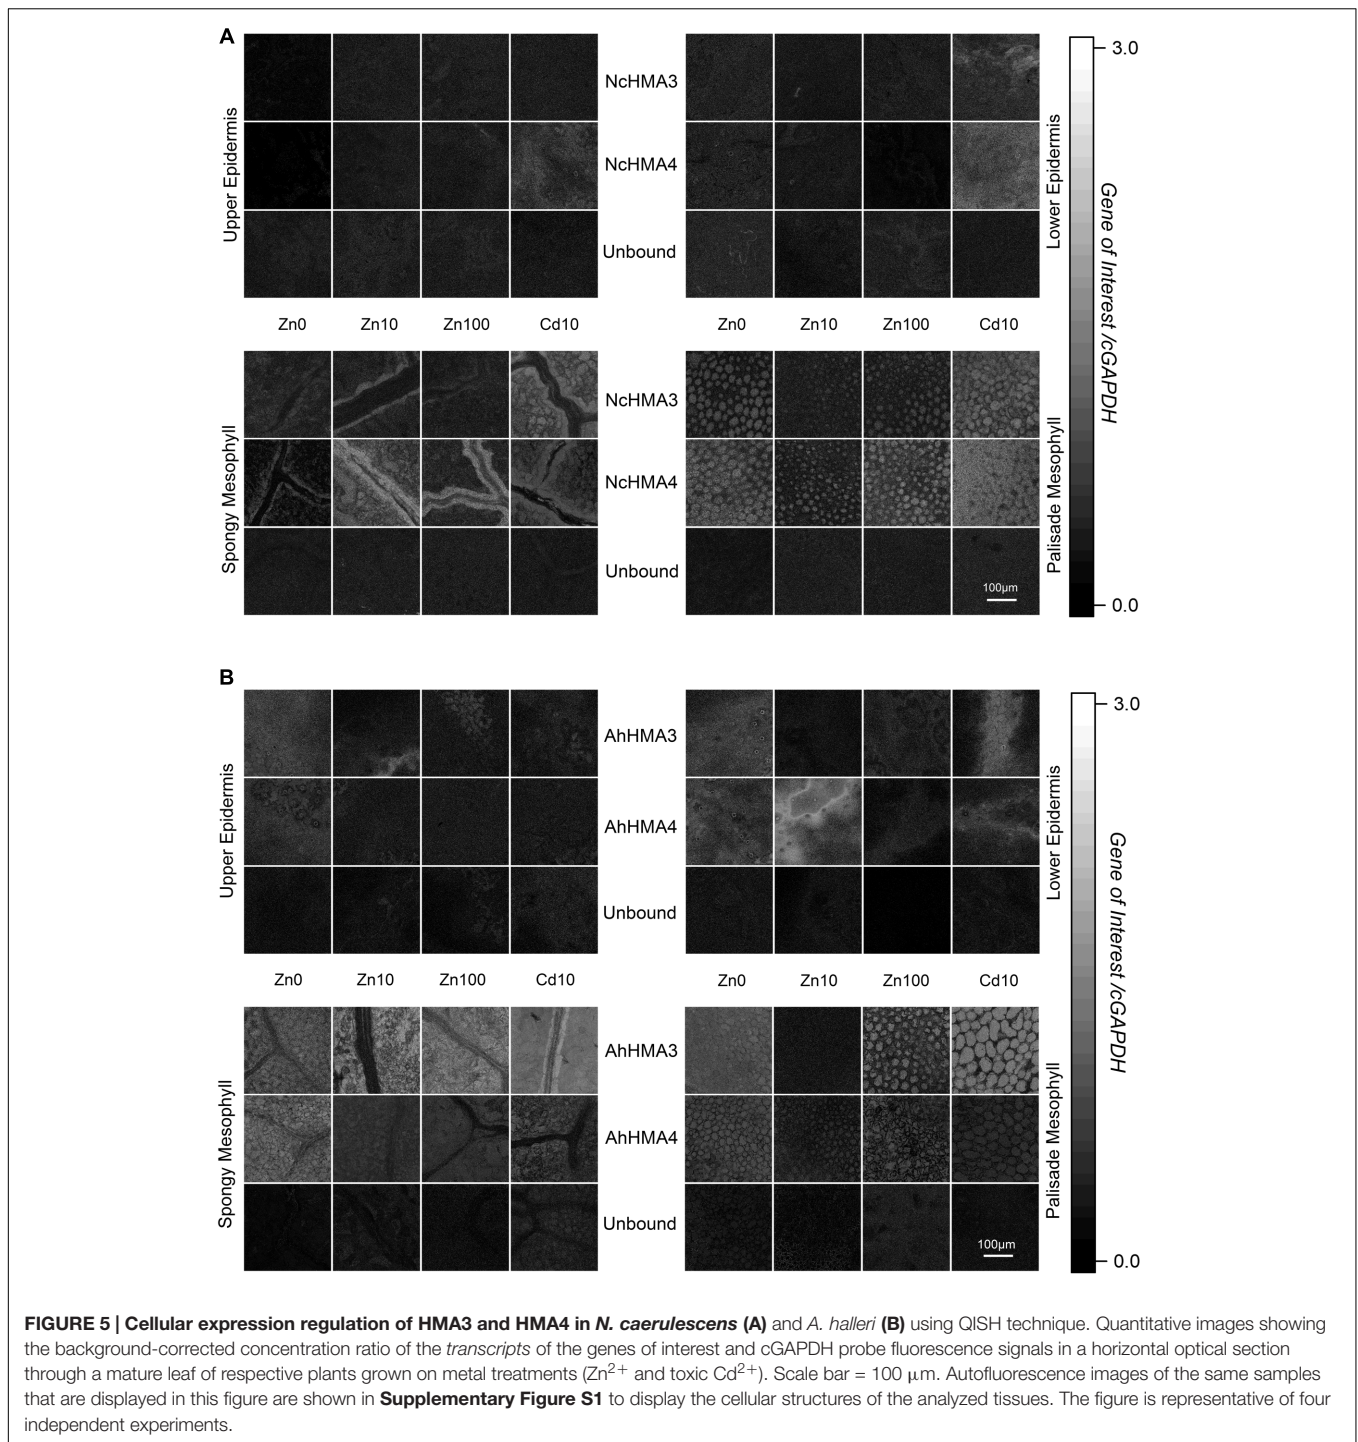 A
Upper Epidermis
NcHMA3
NcHMA4
Unbound
Lower Epidermis
3.0
Gene of Interest /cGAPDH
0.0
Zn0 Zn10 Zn100 Cd10
Zn0 Zn10 Zn100 Cd10
Spongy Mesophyll
NcHMA3
NcHMA4
Unbound
Palisade Mesophyll
100µm
B
Upper Epidermis
AhHMA3
AhHMA4
Unbound
Lower Epidermis
3.0
Gene of Interest /cGAPDH
0.0
Zn0 Zn10 Zn100 Cd10
Zn0 Zn10 Zn100 Cd10
Spongy Mesophyll
AhHMA3
AhHMA4
Unbound
Palisade Mesophyll
100µm
FIGURE 5 | Cellular expression regulation of HMA3 and HMA4 in N. caerulescens (A) and A. halleri (B) using QISH technique. Quantitative images showing
the background-corrected concentration ratio of the transcripts of the genes of interest and cGAPDH probe fluorescence signals in a horizontal optical section
through a mature leaf of respective plants grown on metal treatments (Zn2+ and toxic Cd2+). Scale bar = 100 μm. Autofluorescence images of the same samples
that are displayed in this figure are shown in Supplementary Figure S1 to display the cellular structures of the analyzed tissues. The figure is representative of four
independent experiments.